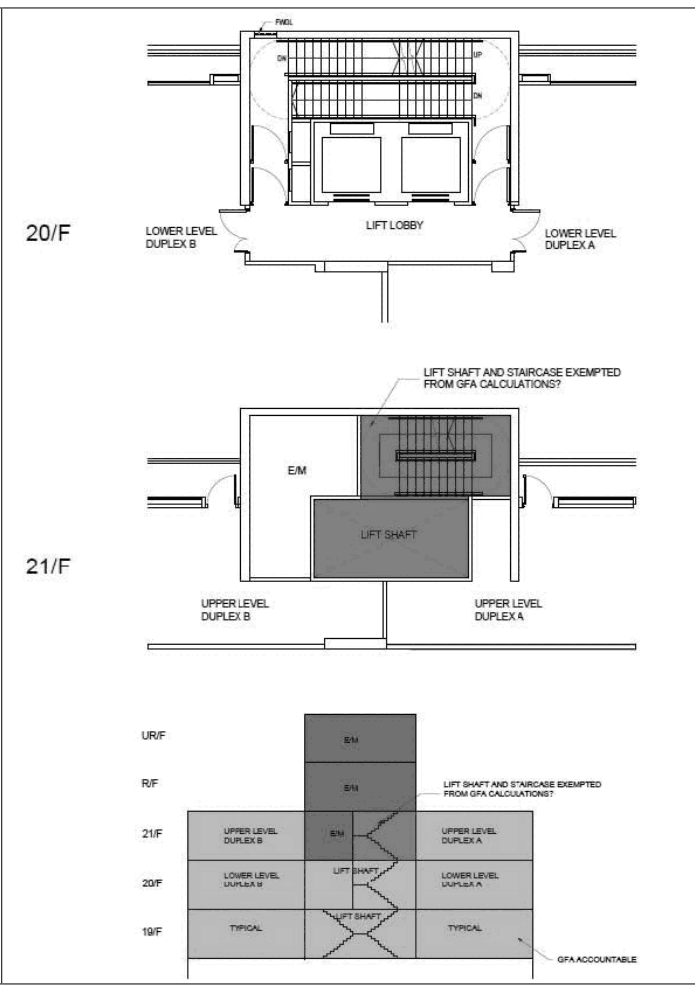 FWGL
DN
UP
DN
20/F
LOWER LEVEL
DUPLEX B
LIFT LOBBY
LOWER LEVEL
DUPLEX A
LIFT SHAFT AND STAIRCASE EXEMPTED
FROM GFA CALCULATIONS?
E/M
LIFT SHAFT
21/F
UPPER LEVEL
DUPLEX B
UPPER LEVEL
DUPLEX A
UR/F
E/M
R/F
E/M
LIFT SHAFT AND STAIRCASE EXEMPTED
FROM GFA CALCULATIONS?
21/F
UPPER LEVEL
DUPLEX B
E/M
UPPER LEVEL
DUPLEX A
20/F
LOWER LEVEL
DUPLEX B
LIFT SHAFT
LOWER LEVEL
DUPLEX A
19/F
TYPICAL
LIFT SHAFT
TYPICAL
GFA ACCOUNTABLE